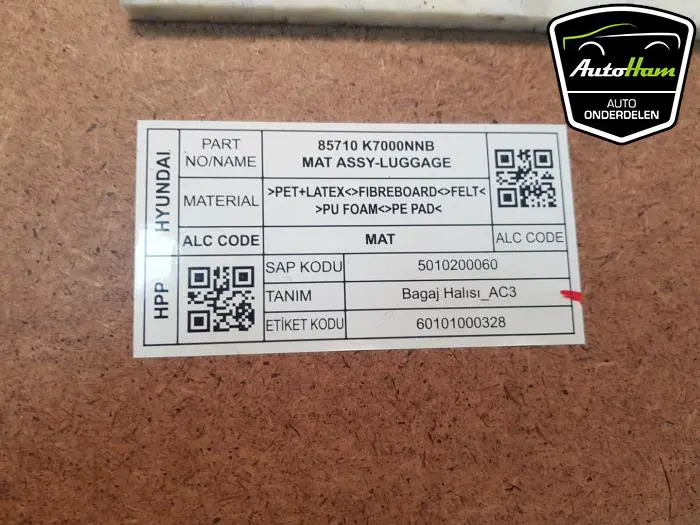 AutoHam
AUTO
ONDERDELEN
HPP HYUNDAI
PART NO/NAME
85710 K7000NNB
MAT ASSY-LUGGAGE
MATERIAL
>PET+LATEX<>FIBREBOARD<>FELT<
>PU FOAM<>PE PAD<
ALC CODE
MAT
ALC CODE
SAP KODU
5010200060
TANIM
Bagaj Halısı_AC3
ETİKET KODU
60101000328